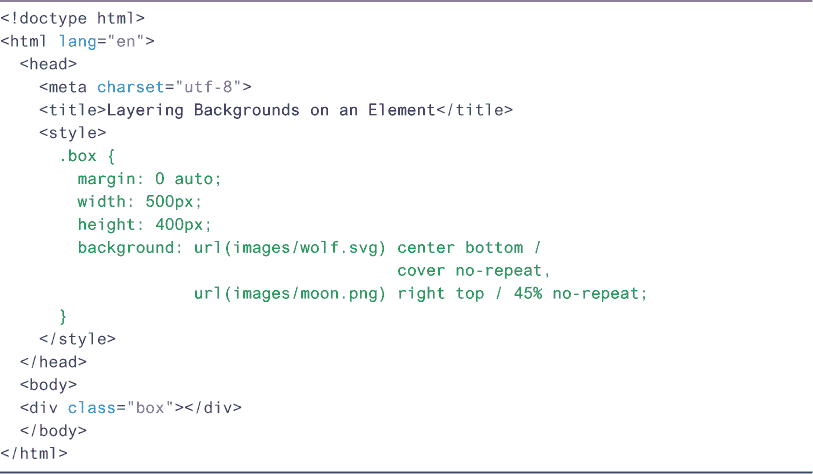 <!doctype html>
<html lang="en">
  <head>
    <meta charset="utf-8">
    <title>Layering Backgrounds on an Element</title>
    <style>
      .box {
        margin: 0 auto;
        width: 500px;
        height: 400px;
        background: url(images/wolf.svg) center bottom /
                                         cover no-repeat,
                    url(images/moon.png) right top / 45% no-repeat;
      }
    </style>
  </head>
  <body>
  <div class="box"></div>
  </body>
</html>